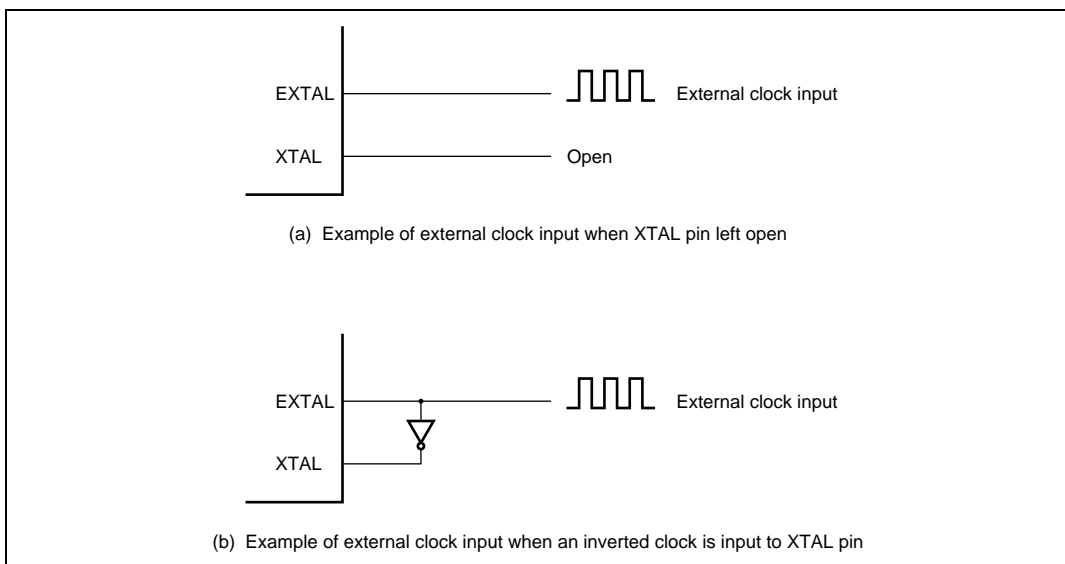 EXTAL
External clock input
XTAL
Open
(a) Example of external clock input when XTAL pin left open
EXTAL
External clock input
XTAL
(b) Example of external clock input when an inverted clock is input to XTAL pin